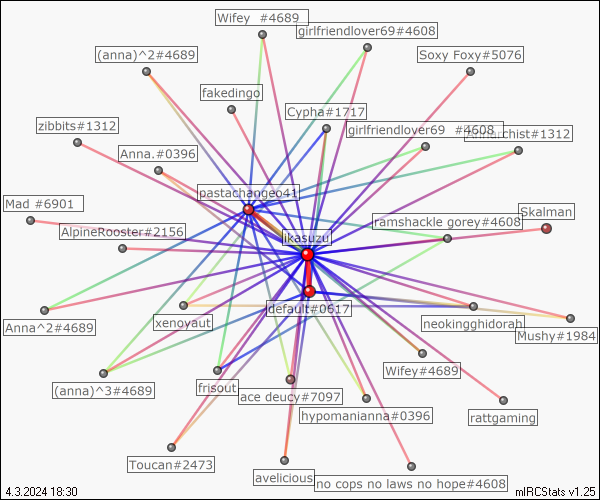 Wifey  #4689
girlfriendlover69#4608
(anna)^2#4689
Soxy Foxy#5076
fakedingo
Cypha#1717
zibbits#1312
girlfriendlover69  #4608
#1312
Anna.#0396
pastachangeo41
Mad #6901
ramshackle gorey#4608
Skalman
AlpineRooster#2156
ikasuzu
default#0617
Anna^2#4689
xenoyaut
neokingghidorah
Mushy#1984
(anna)^3#4689
frisout
Wifey#4689
ace deucy#7097
hypomanianna#0396
rattgaming
Toucan#2473
avelicious
no cops no laws no hope#4608
4.3.2024 18:30
mIRCStats v1.25